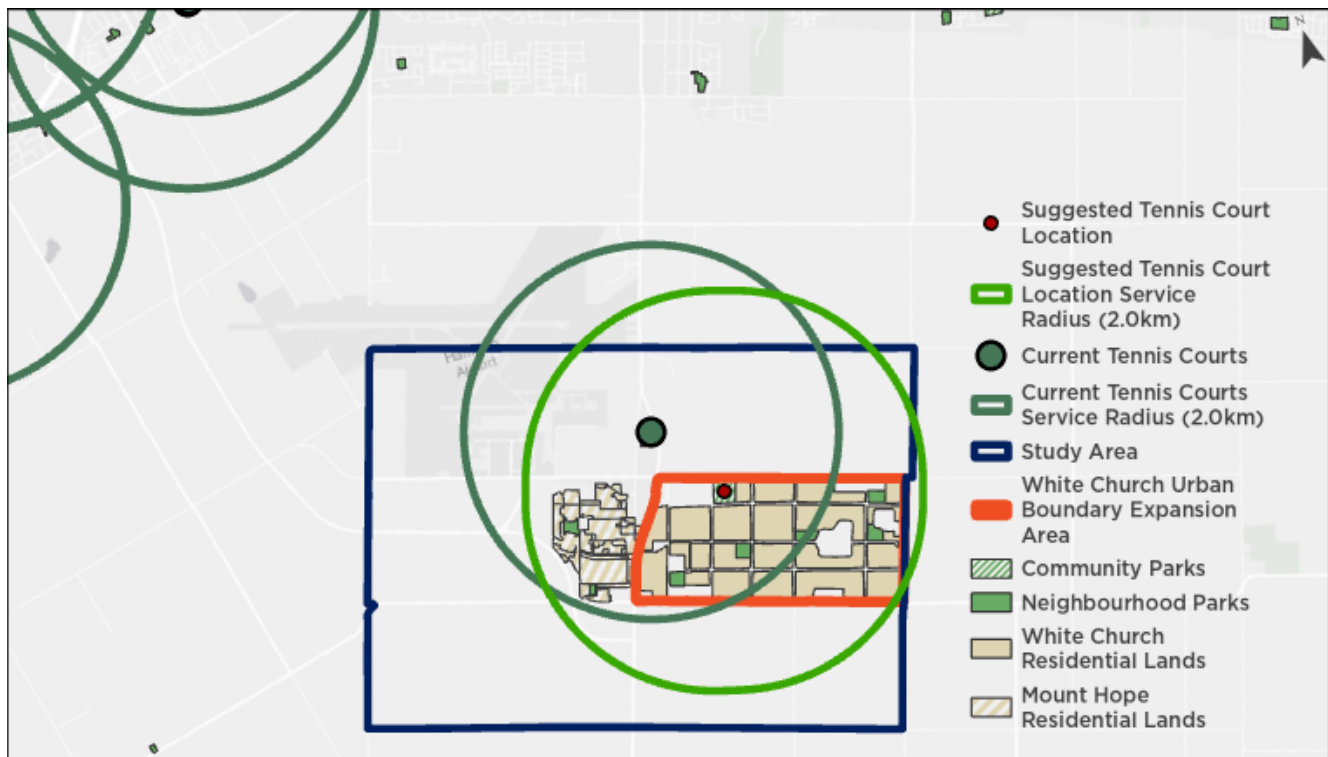 N
Hamilton
Airport
Suggested Tennis Court
Location
Suggested Tennis Court
Location Service
Radius (2.0km)
Current Tennis Courts
Current Tennis Courts
Service Radius (2.0km)
Study Area
White Church Urban
Boundary Expansion
Area
Community Parks
Neighbourhood Parks
White Church
Residential Lands
Mount Hope
Residential Lands